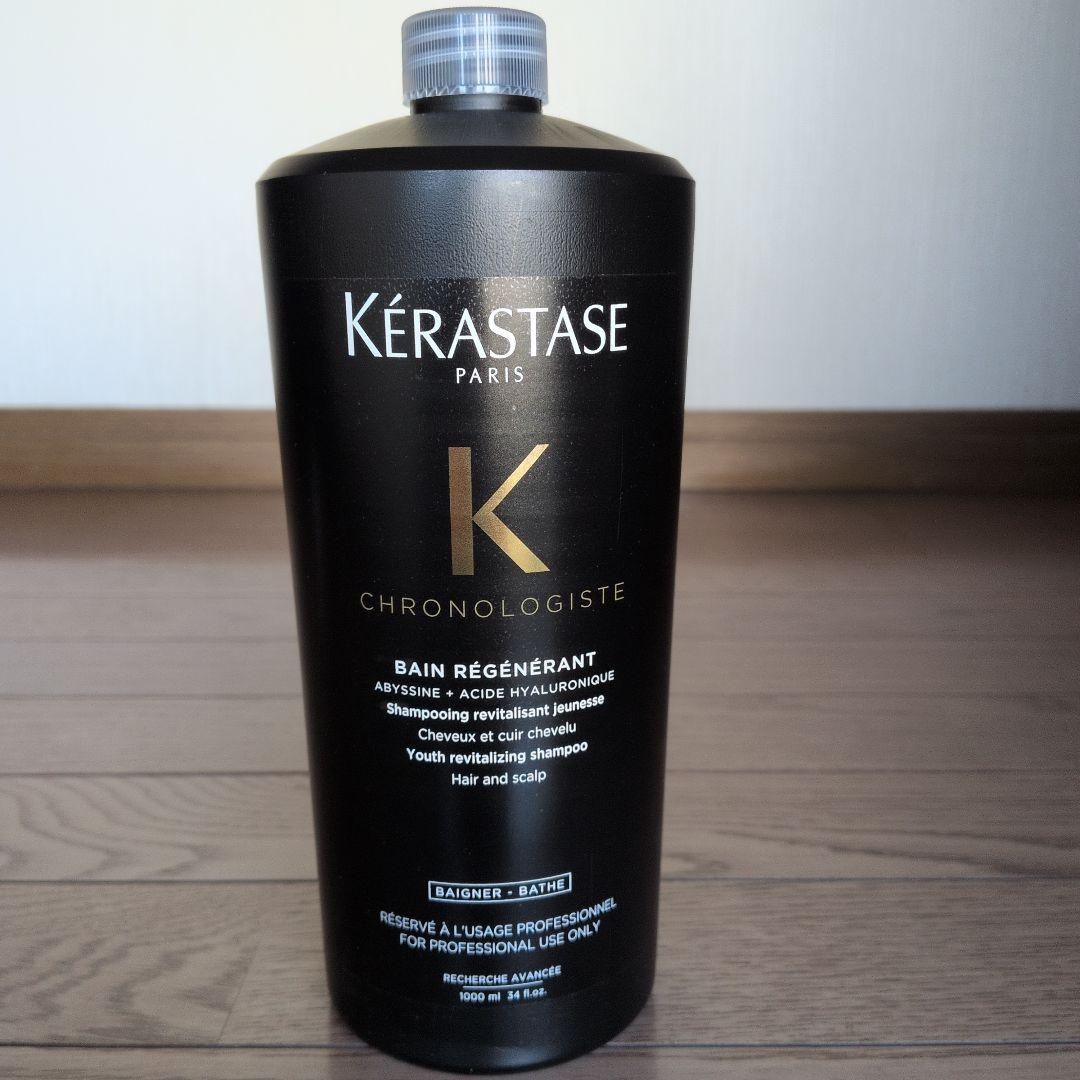 KÉRASTASE
PARIS
K
CHRONOLOGISTE
BAIN RÉGÉNÉRANT
ABYSSINE + ACIDE HYALURONIQUE
Shampooing revitalisant jeunesse
Cheveux et cuir chevelu
Youth revitalizing shampoo
Hair and scalp
BAIGNER - BATHE
RÉSERVÉ À L'USAGE PROFESSIONNEL
FOR PROFESSIONAL USE ONLY
RECHERCHE AVANCÉE
1000 ml 34 fl.oz.